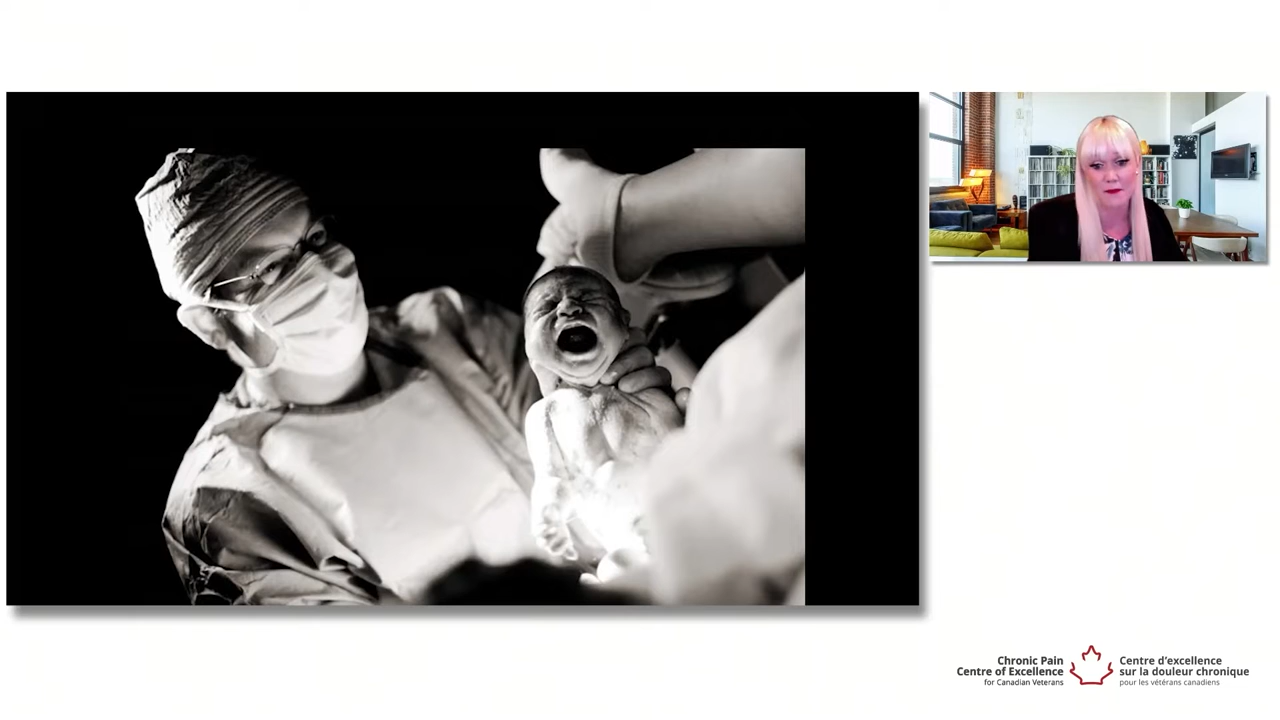 Chronic Pain
Centre of Excellence
for Canadian Veterans
Centre d'excellence
sur la douleur chronique
pour les vétérans canadiens